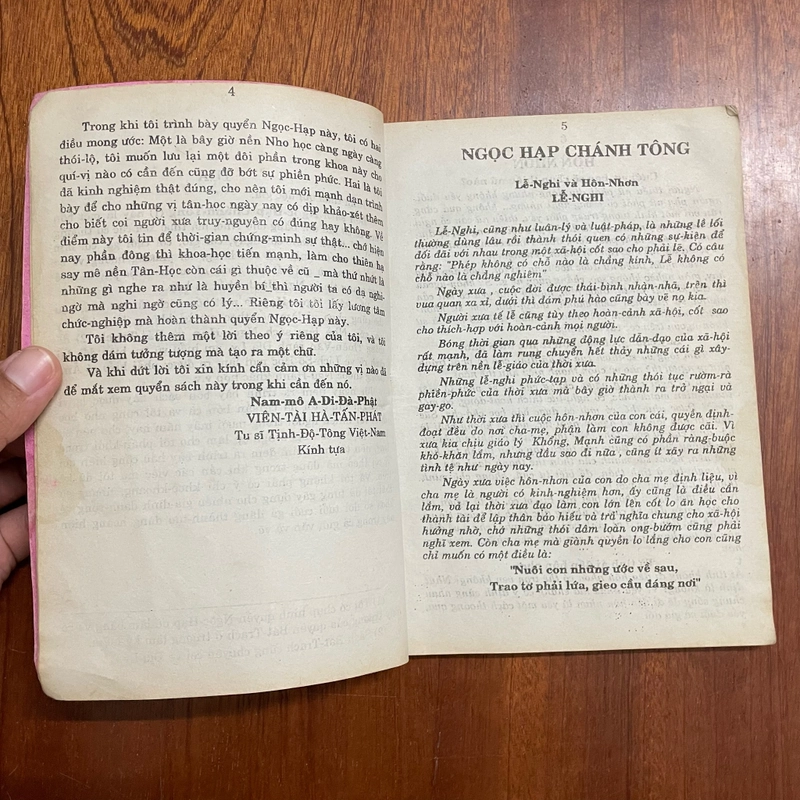 4
Trong khi tôi trình bày quyển Ngọc-Hạp này, tôi có hai
điều mong ước: Một là bây giờ nền Nho học càng ngày càng
thối-lộ, tôi muốn lưu lại một đôi phần trong khoa này cho
quí-vị nào có cần đến cũng đỡ bớt sự phiền phức. Hai là tôi
đã kinh nghiệm thật đúng, cho nên tôi mới mạnh dạn trình
bày để cho những vị tân-học ngày nay có dịp khảo-xét thêm
cho biết coi người xưa truy-nguyên có đúng hay không. Về
điểm này tôi tin để thời-gian chứng-minh sự thật... chớ hiện
nay phần đông thì khoa-học tiến mạnh, làm cho thiên hạ
say mê nền Tân-Học còn cái gì thuộc về cũ _ mà thứ nhứt là
những gì nghe ra như là huyền bí_thì người ta có dạ nghi-
ngờ mà nghi ngờ cũng có lý... Riêng tôi tôi lấy lương tâm
chức-nghiệp mà hoàn thành quyển Ngọc-Hạp này.
Tôi không thêm một lời theo ý riêng của tôi, và tôi
không dám tưởng tượng mà tạo ra một chữ.
Và khi dứt lời tôi xin kính cẩn cảm ơn những vị nào đã
để mắt xem quyển sách này trong khi cần đến nó.
Nam-mô A-Di-Đà-Phật
VIÊN-TÀI HÀ-TẤN-PHÁT
Tu sĩ Tịnh-Độ-Tông Việt-Nam
Kính tựa
5
NGỌC HẠP CHÁNH TÔNG
Lễ-Nghi và Hôn-Nhơn
LỄ-NGHI
Lễ-Nghi, cũng như luân-lý và luật-pháp, là những lề lối
thường dùng lâu rồi thành thói quen có những sự-kiện để
đối đãi với nhau trong một xã-hội cốt sao cho phải lẽ. Có câu
rằng: "Phép không có chỗ nào là chẳng kinh, Lễ không có
chỗ nào là chẳng nghiêm"
Ngày xưa , cuộc đời được thái-bình nhận-nhã, trên thì
vua quan xa xỉ, dưới thì đám phú hào cũng bày vẽ nọ kia.
Người xưa tế lễ cũng tùy theo hoàn-cảnh xã-hội, cốt sao
cho thích-hợp với hoàn-cảnh mọi người.
Bóng thời gian qua những động lực dẫn-dạo của xã-hội
rất mạnh, đã làm rung chuyển hết thảy những cái gì xây-
dựng trên nền lễ-giáo của thời xưa.
Những lễ-nghi phức-tạp và có những thói tục rườm-rà
phiền-phức của thời xưa mà bây giờ thành ra trở ngại và
gay-go.
Như thời xưa thì cuộc hôn-nhơn của con cái, quyền định-
đoạt đều do nơi cha-mẹ, phận làm con không được cãi. Vì
xưa kia chịu giáo lý Khổng, Mạnh cũng có phần ràng-buộc
khô-khăn lắm, nhưng dầu sao đi nữa , cũng ít xảy ra những
tình tệ như ngày nay.
Ngày xưa việc hôn-nhơn của con do cha mẹ định liệu, vì
cha mẹ là người có kinh-nghiệm hơn, ấy cũng là điều cần
lắm, và lại thời xưa đạo làm con lớn lên cốt lo ăn học cho
thành tài để lập thân báo hiếu và trả nghĩa chung cho xã-hội
hưởng nhờ, chớ những thói dâm loàn ong-bướm cũng phải
nghĩ xem. Còn cha mẹ mà giành quyền lo lắng cho con cũng
chỉ muốn có một điều là:
"Nuôi con những ước về sau,
Trao tơ phải lứa, gieo cầu đáng nơi"